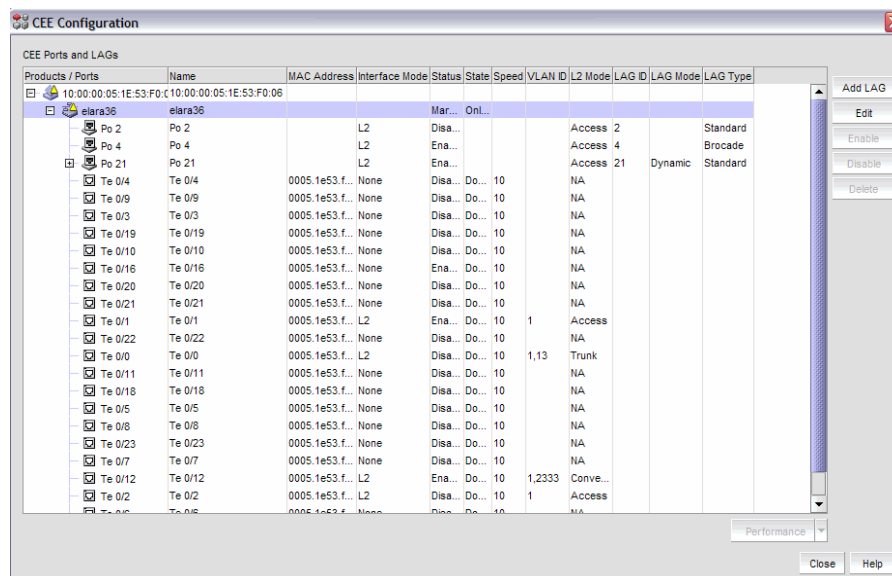 CEE Configuration
CEE Ports and LAGs
Products / Ports Name MAC Address Interface Mode Status State Speed VLAN ID L2 Mode LAG ID LAG Mode LAG Type
10:00:00:05:1E:53:F0:0 10:00:00:05:1E:53:F0:06
elara36 elara36 Mar... Onl...
Po 2 Po 2 L2 Disa... Access 2 Standard
Po 4 Po 4 L2 Ena... Access 4 Brocade
Po 21 Po 21 L2 Ena... Access 21 Dynamic Standard
Te 0/4 Te 0/4 0005.1e53.f... None Disa... Do... 10 NA
Te 0/9 Te 0/9 0005.1e53.f... None Disa... Do... 10 NA
Te 0/3 Te 0/3 0005.1e53.f... None Disa... Do... 10 NA
Te 0/19 Te 0/19 0005.1e53.f... None Disa... Do... 10 NA
Te 0/10 Te 0/10 0005.1e53.f... None Disa... Do... 10 NA
Te 0/16 Te 0/16 0005.1e53.f... None Ena... Do... 10 NA
Te 0/20 Te 0/20 0005.1e53.f... None Disa... Do... 10 NA
Te 0/21 Te 0/21 0005.1e53.f... None Disa... Do... 10 NA
Te 0/1 Te 0/1 0005.1e53.f... L2 Ena... Do... 10 1 Access
Te 0/22 Te 0/22 0005.1e53.f... None Disa... Do... 10 NA
Te 0/0 Te 0/0 0005.1e53.f... L2 Disa... Do... 10 1,13 Trunk
Te 0/11 Te 0/11 0005.1e53.f... None Disa... Do... 10 NA
Te 0/18 Te 0/18 0005.1e53.f... None Disa... Do... 10 NA
Te 0/5 Te 0/5 0005.1e53.f... None Disa... Do... 10 NA
Te 0/8 Te 0/8 0005.1e53.f... None Disa... Do... 10 NA
Te 0/23 Te 0/23 0005.1e53.f... None Disa... Do... 10 NA
Te 0/7 Te 0/7 0005.1e53.f... None Disa... Do... 10 NA
Te 0/12 Te 0/12 0005.1e53.f... L2 Ena... Do... 10 1,2333 Conve...
Te 0/2 Te 0/2 0005.1e53.f... L2 Disa... Do... 10 1 Access
Te 0/6 Te 0/6 0005.1e53.f... None Disa... Do... 10 NA
Add LAG
Edit
Enable
Disable
Delete
Performance
Close Help